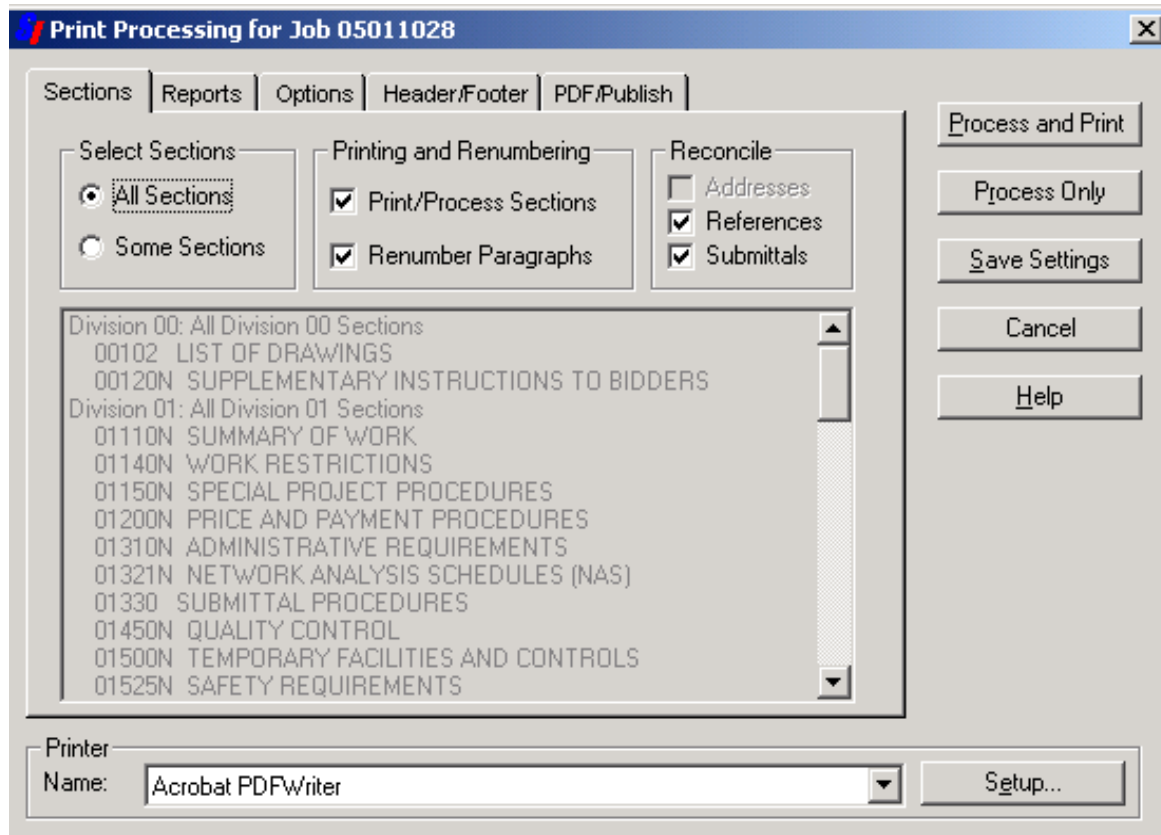 Print Processing for Job 05011028
Sections Reports Options Header/Footer PDF/Publish
Select Sections
All Sections
Some Sections
Printing and Renumbering
Print/Process Sections
Renumber Paragraphs
Reconcile
Addresses
References
Submittals
Division 00: All Division 00 Sections
00102 LIST OF DRAWINGS
00120N SUPPLEMENTARY INSTRUCTIONS TO BIDDERS
Division 01: All Division 01 Sections
01110N SUMMARY OF WORK
01140N WORK RESTRICTIONS
01150N SPECIAL PROJECT PROCEDURES
01200N PRICE AND PAYMENT PROCEDURES
01310N ADMINISTRATIVE REQUIREMENTS
01321N NETWORK ANALYSIS SCHEDULES (NAS)
01330 SUBMITTAL PROCEDURES
01450N QUALITY CONTROL
01500N TEMPORARY FACILITIES AND CONTROLS
01525N SAFETY REQUIREMENTS
Process and Print
Process Only
Save Settings
Cancel
Help
Printer
Name: Acrobat PDFWriter
Setup...